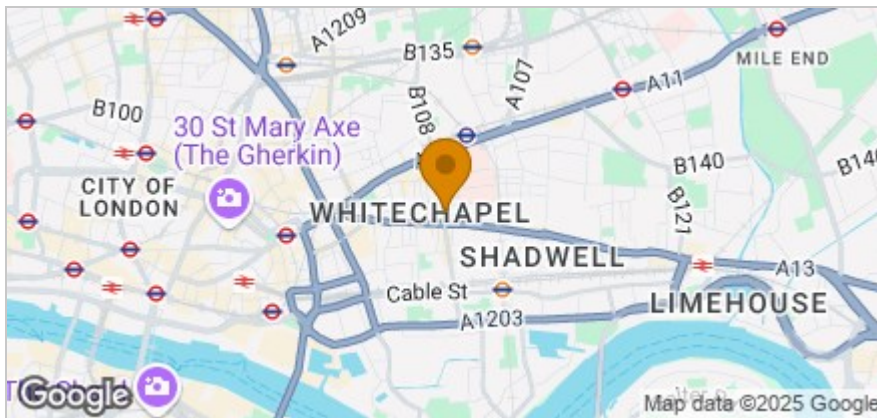 A1209
B135
A107
MILE END
A11
B100
B108
30 St Mary Axe
(The Gherkin)
B140
CITY OF
LONDON
WHITECHAPEL
B121
SHADWELL
A13
Cable St
LIMEHOUSE
A1203
Google
Map data ©2025 Google